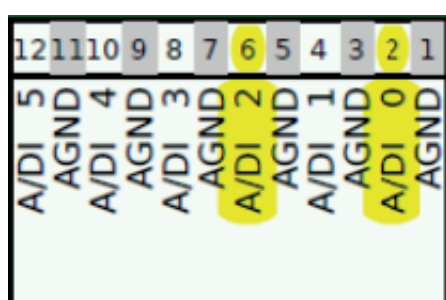 12 11 10 9 8 7 6 5 4 3 2 1
A/DI 5
AGND
A/DI 4
AGND
A/DI 3
AGND
A/DI 2
AGND
A/DI 1
AGND
A/DI 0
AGND